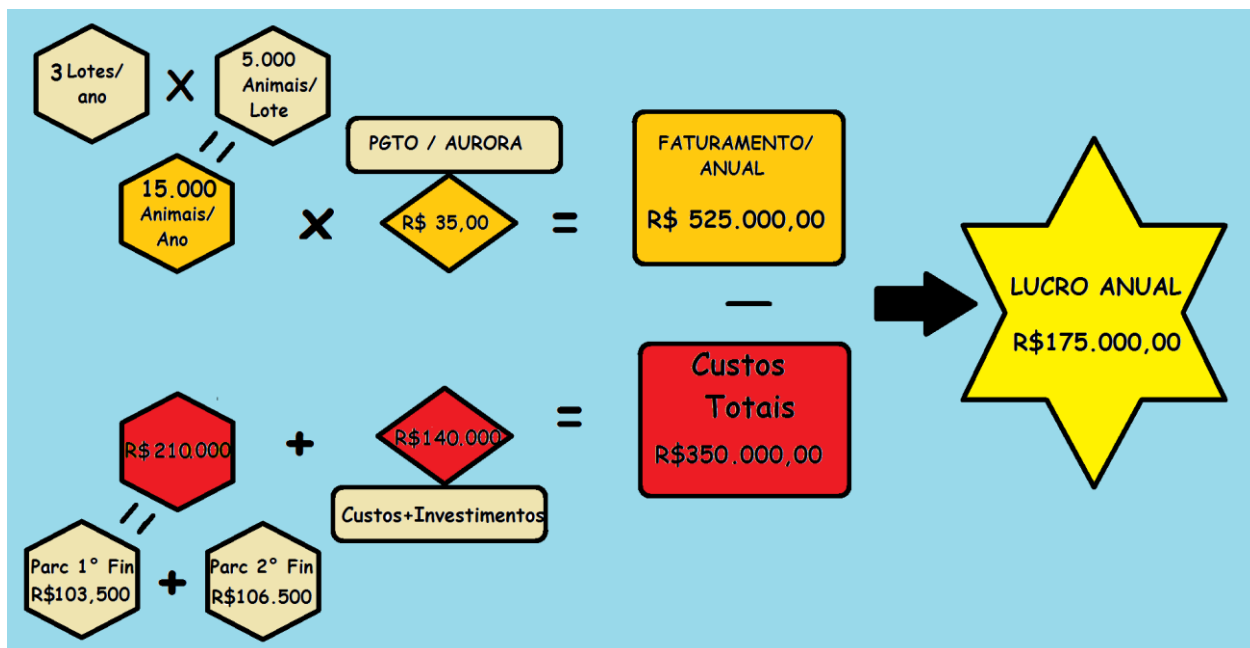 3 Lotes/
ano
X
5.000
Animais/
Lote
=
15.000
Animais/
Ano
X
PGTO / AURORA
R$ 35,00
=
FATURAMENTO/
ANUAL
R$ 525.000,00
—
LUCRO ANUAL
R$175.000,00
Custos
Totais
R$350.000,00
R$210.000
+
R$140.000
=
Custos+Investimentos
=
Parc 1° Fin
R$103,500
+
Parc 2° Fin
R$106.500